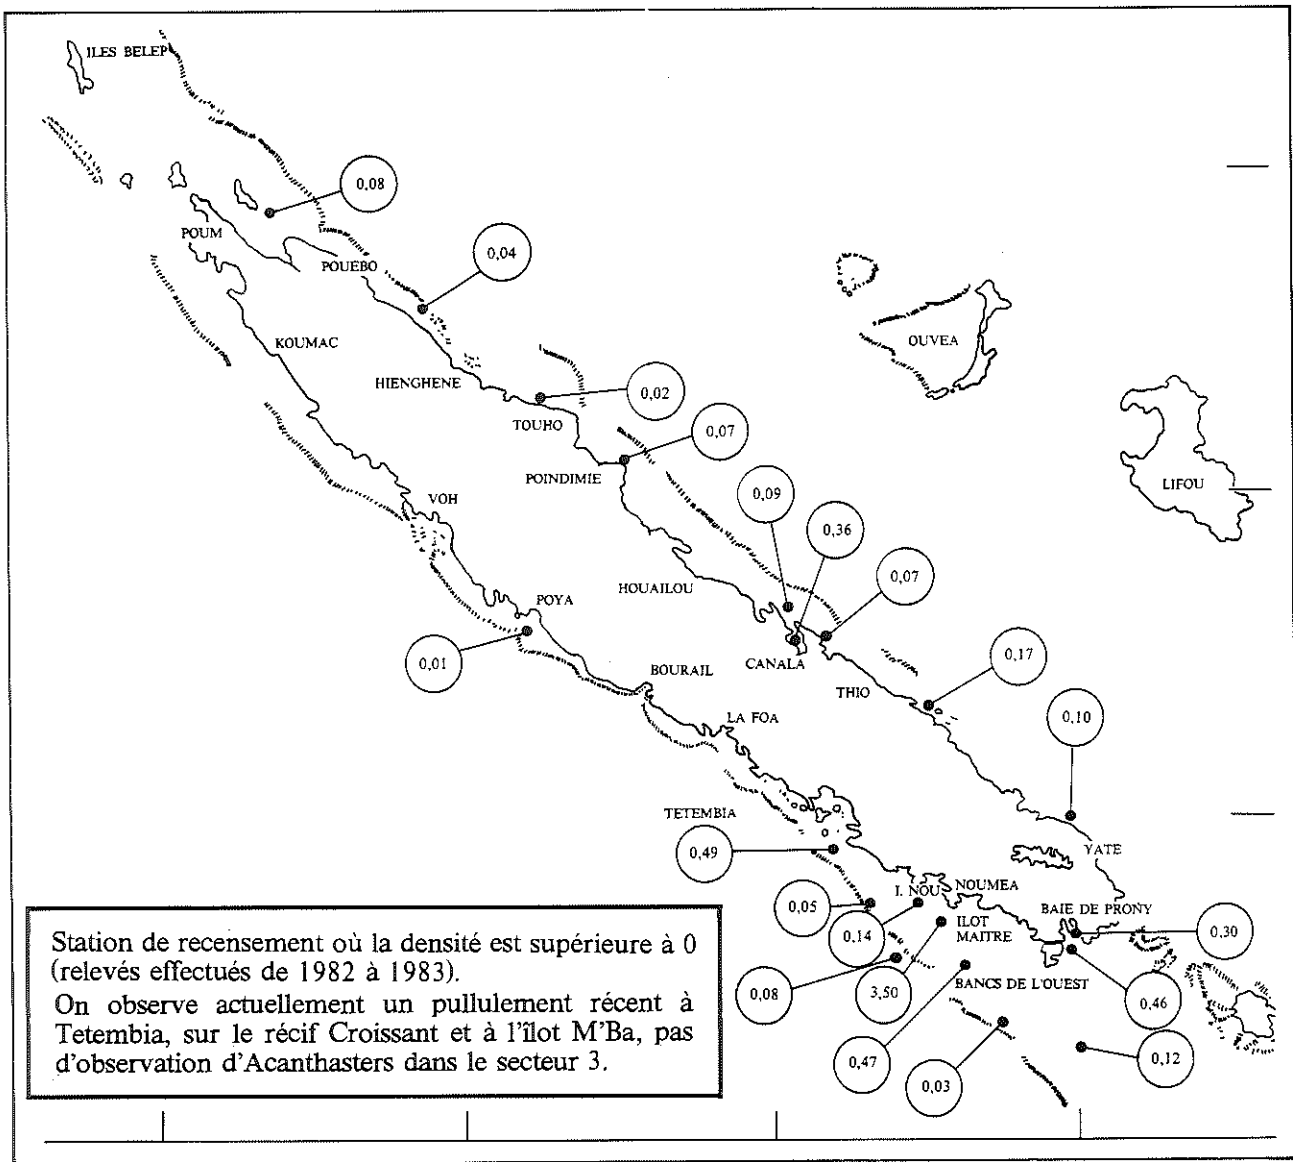 ILES BELEP
0,08
POUM
0,04
POUEBO
KOUMAC
OUVEA
HIENGHENE
0,02
TOUHO
0,07
POINDIMIE
LIFOU
VOH
0,09
0,36
0,07
HOUAILOU
POYA
0,01
CANALA
0,17
BOURAIL
THIO
LA FOA
0,10
TETEMBIA
0,49
YATE
I. NOU
NOUMEA
0,05
BAIE DE PRONY
0,14
ILOT
MAITRE
0,30
0,08
3,50
BANCS DE L'OUEST
0,46
0,47
0,03
0,12
Station de recensement où la densité est supérieure à 0
(relevés effectués de 1982 à 1983).
On observe actuellement un pullulement récent à
Tetembia, sur le récif Croissant et à l'îlot M'Ba, pas
d'observation d'Acanthasters dans le secteur 3.